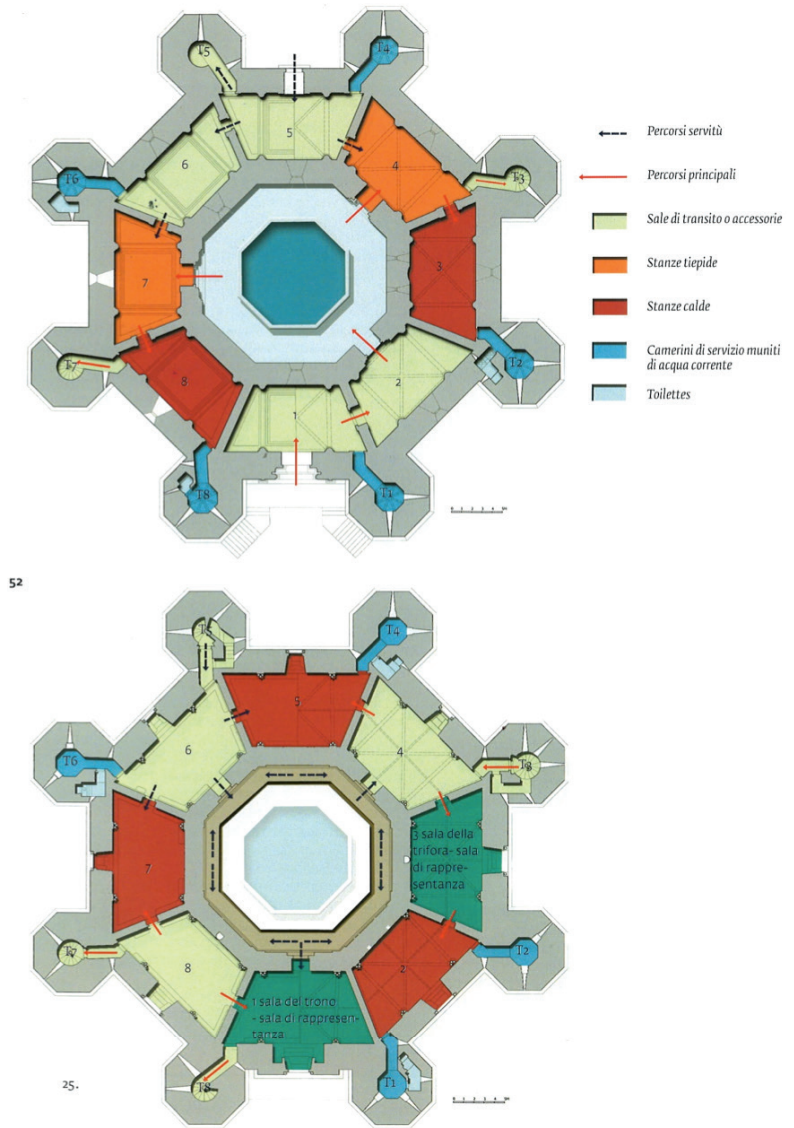 T5
T4
5
Percorsi servitù
6
4
Percorsi principali
T6
T3
Sale di transito o accessorie
7
3
Stanze tiepide
Stanze calde
T7
8
2
T2
Camerini di servizio muniti
di acqua corrente
1
Toilettes
T8
T1
52
T4
5
6
4
T6
T3
3 sala della
trifora- sala
di rappre-
sentanza
7
T7
8
2
T2
1 sala del trono
- sala di rappresen-
tanza
25.
T8
T1